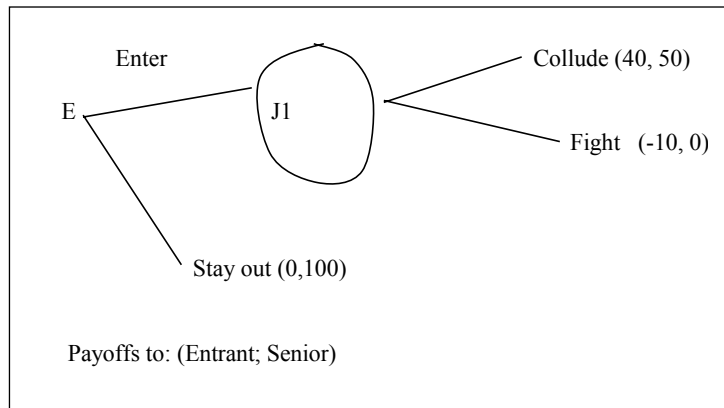 Enter
Collude (40, 50)
E
J1
Fight (-10, 0)
Stay out (0,100)
Payoffs to: (Entrant; Senior)